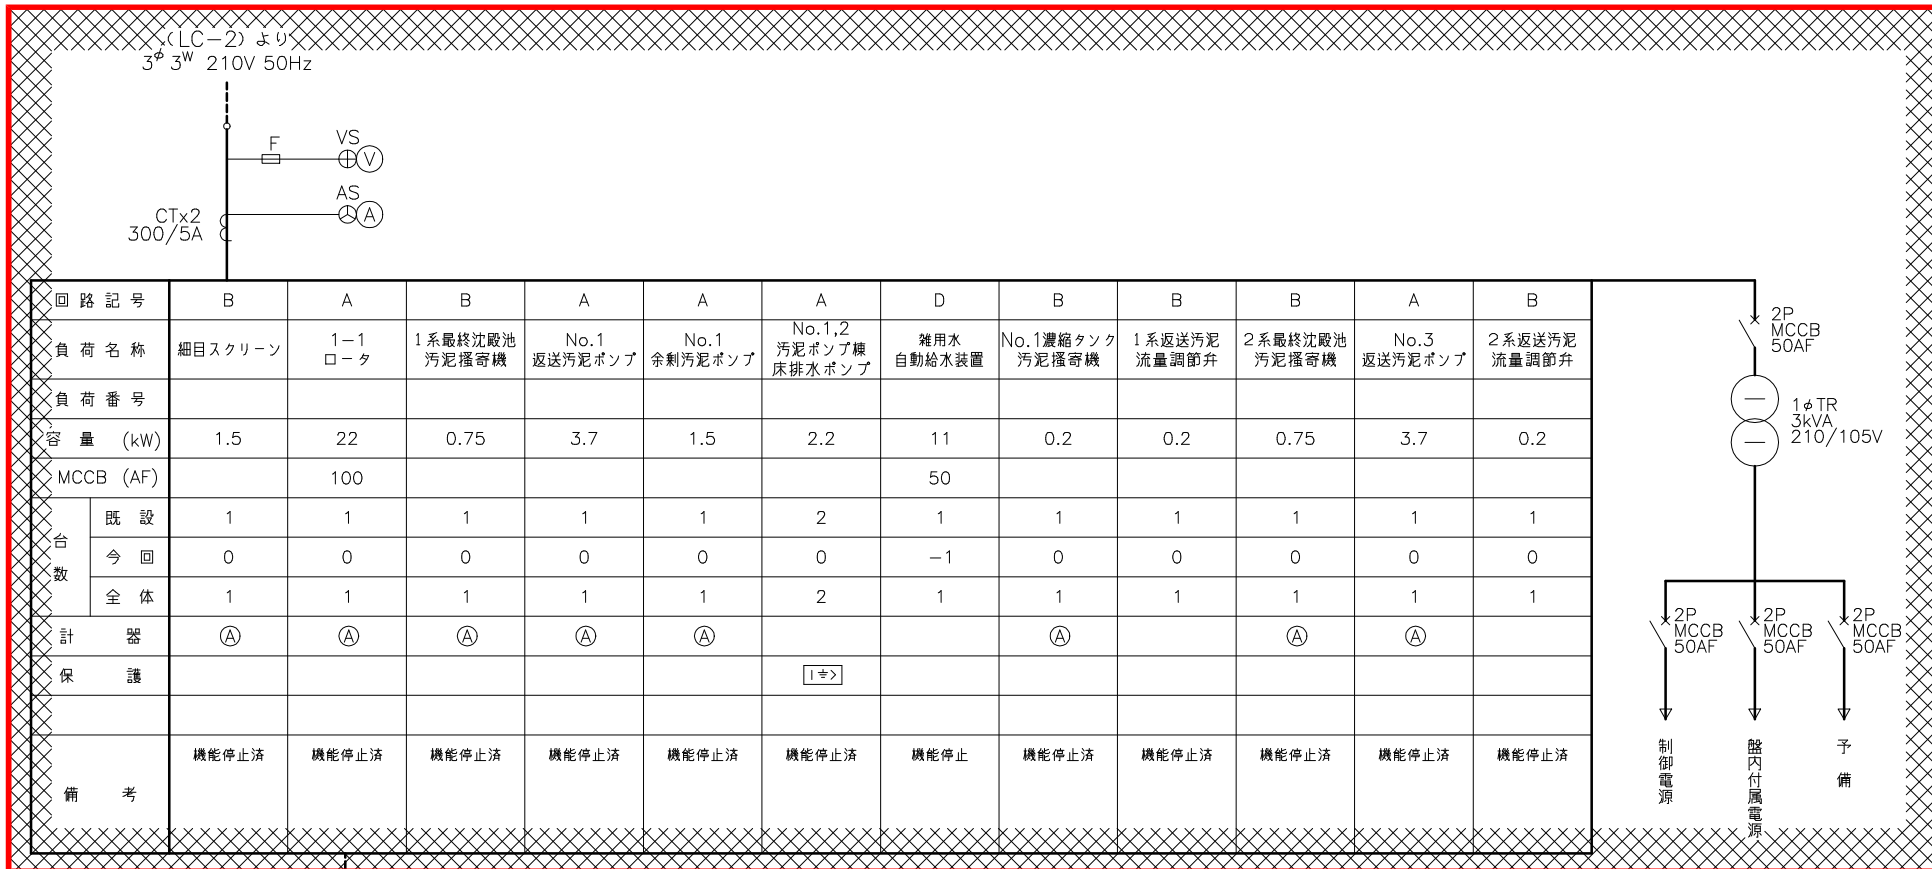 (LC-2) より
3φ 3W 210V 50Hz
F
VS
V
AS
A
CTx2
300/5A
回路記号 B A B A A A D B B B A B
負荷名称 細目スクリーン 1-1 ロータ 1系最終沈殿池 汚泥掻寄機 No.1 返送汚泥ポンプ No.1 余剰汚泥ポンプ No.1,2 汚泥ポンプ棟 床排水ポンプ 雑用水 自動給水装置 No.1濃縮タンク 汚泥掻寄機 1系返送汚泥 流量調節弁 2系最終沈殿池 汚泥掻寄機 No.3 返送汚泥ポンプ 2系返送汚泥 流量調節弁
負荷番号
容量 (kW) 1.5 22 0.75 3.7 1.5 2.2 11 0.2 0.2 0.75 3.7 0.2
MCCB (AF) 100 50
台数
既設 1 1 1 1 1 2 1 1 1 1 1 1
今回 0 0 0 0 0 0 -1 0 0 0 0 0
全体 1 1 1 1 1 2 1 1 1 1 1 1
計器 A A A A A A A A
保護 I
備考 機能停止済 機能停止済 機能停止済 機能停止済 機能停止済 機能停止済 機能停止 機能停止済 機能停止済 機能停止済 機能停止済 機能停止済
2P
MCCB
50AF
1φTR
3kVA
210/105V
2P
MCCB
50AF
2P
MCCB
50AF
2P
MCCB
50AF
制御電源
盤内付属電源
予備